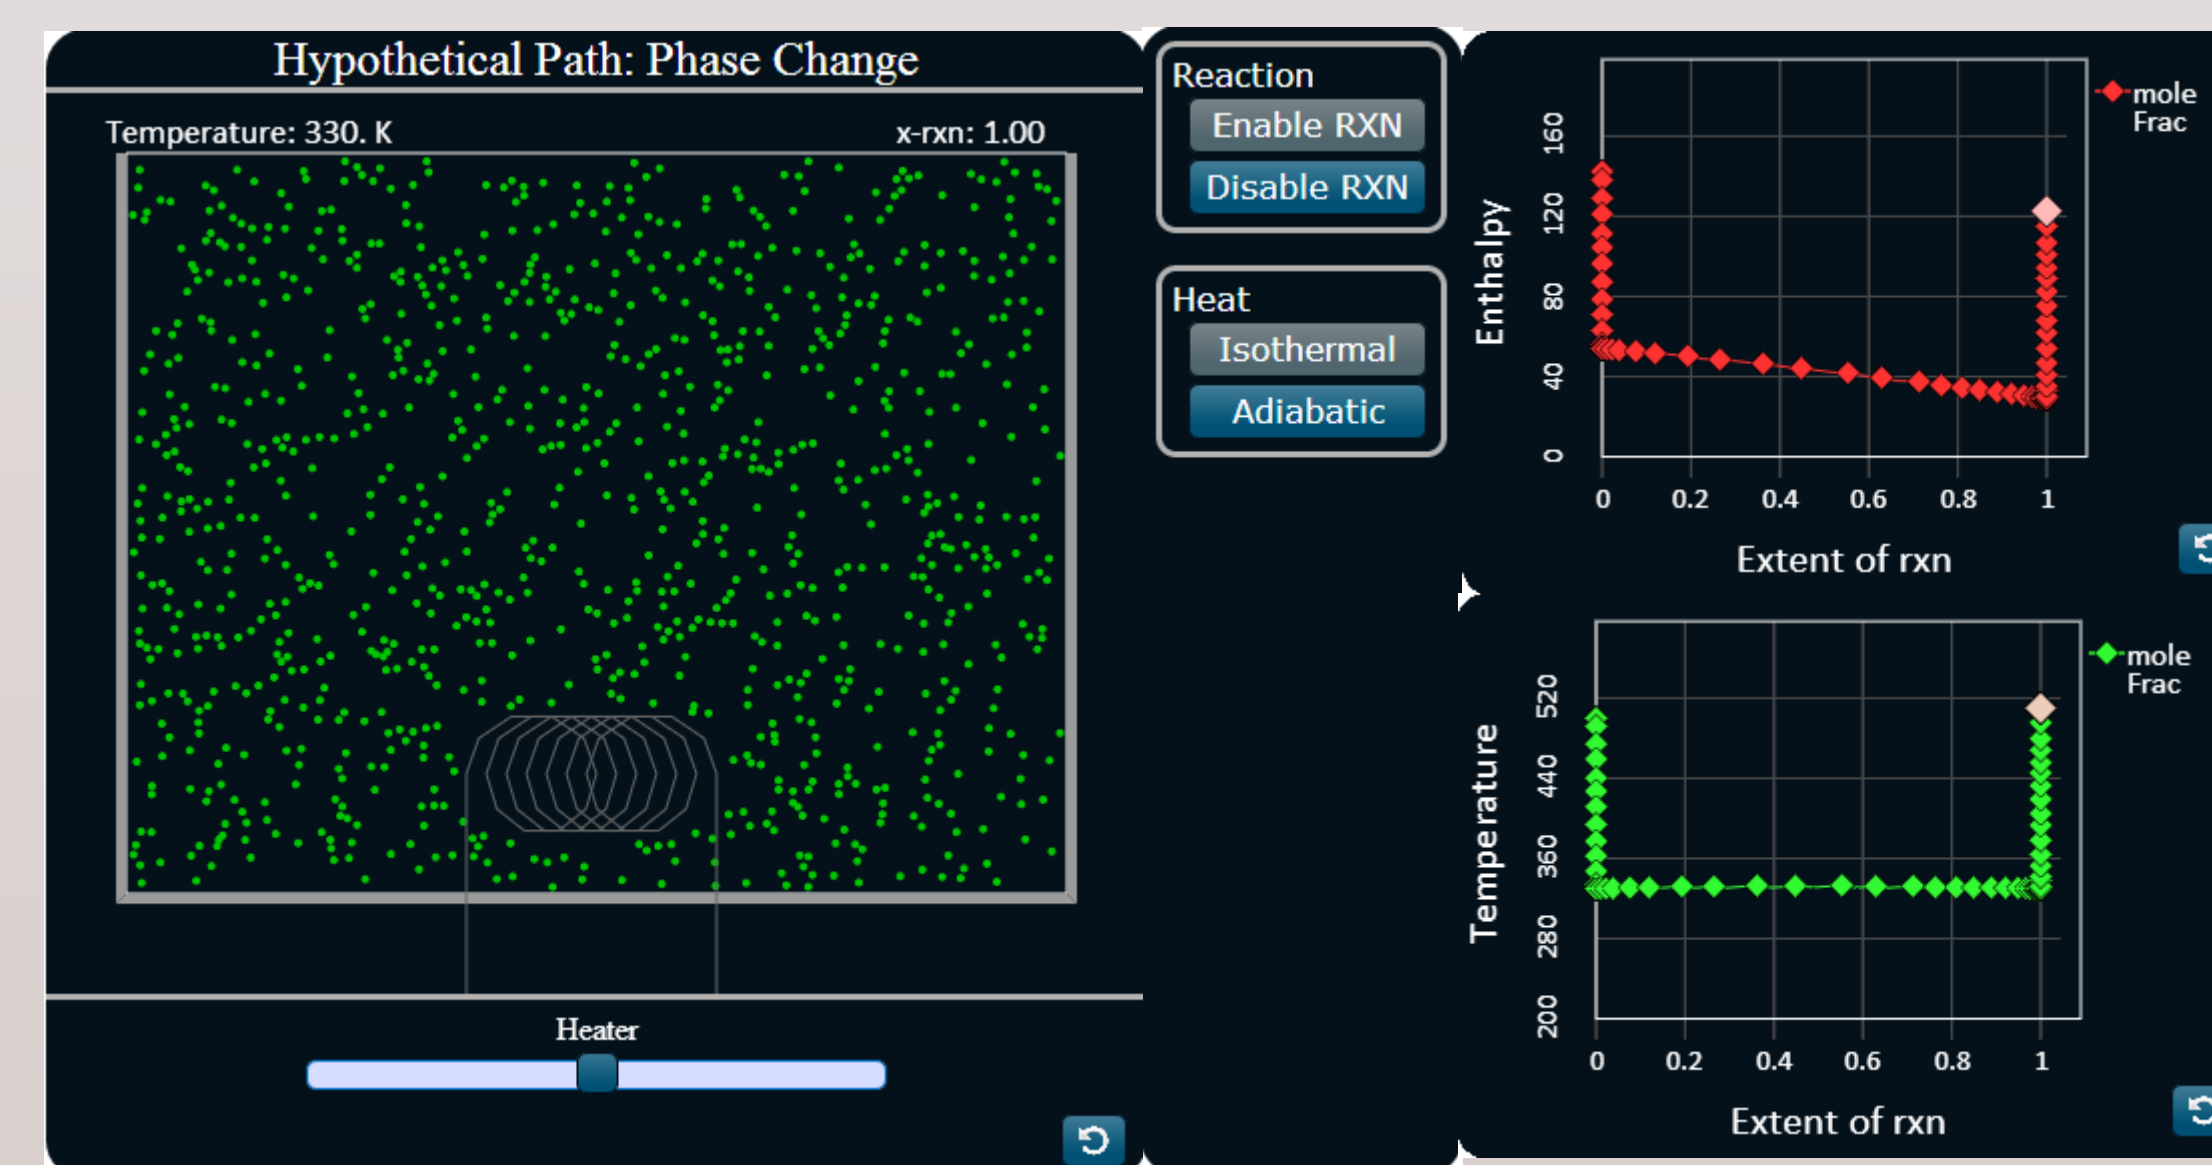 Hypothetical Path: Phase Change
Temperature: 330. K
x-rxn: 1.00
Heater
Reaction
Enable RXN
Disable RXN
Heat
Isothermal
Adiabatic
Enthalpy
160
120
80
40
0
0 0.2 0.4 0.6 0.8 1
Extent of rxn
mole
Frac
Temperature
520
440
360
280
200
0 0.2 0.4 0.6 0.8 1
Extent of rxn
mole
Frac